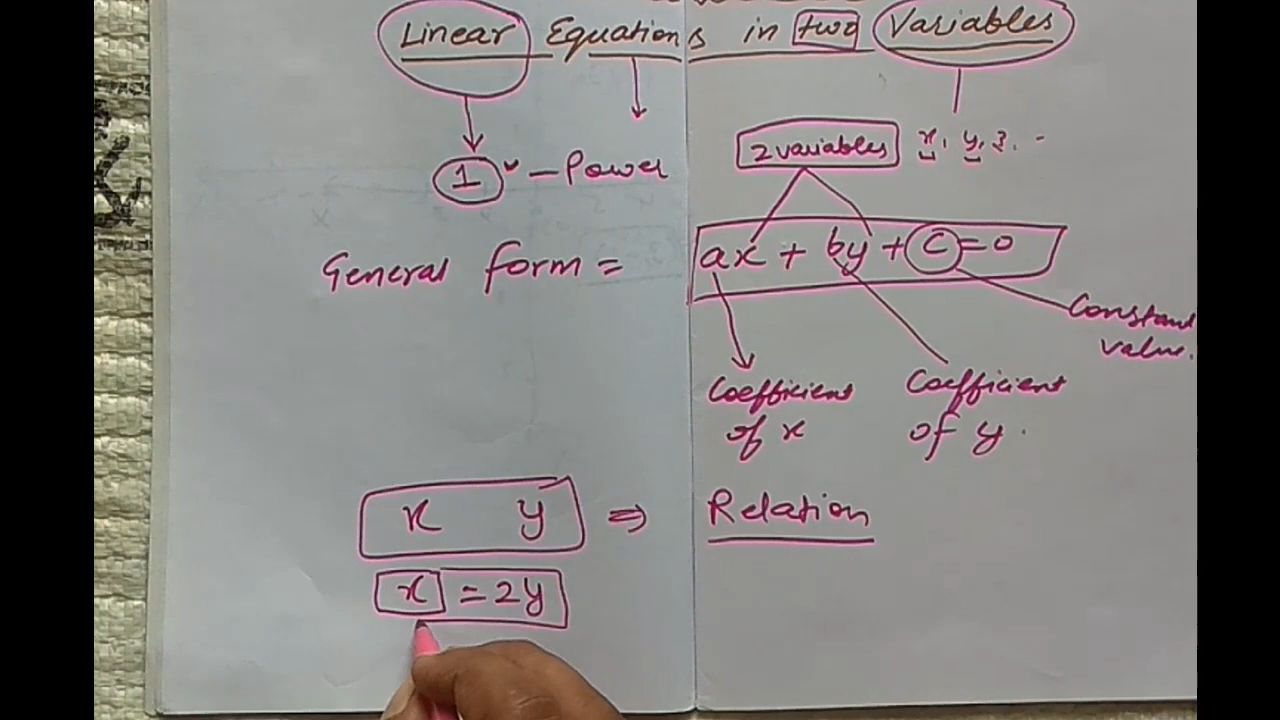 Linear Equations in two Variables
2 variables x, y, z, -
1 - Power
General form = ax + by + c = 0
Constant
value.
Coefficient Coefficient
of x of y.
x y ⇒ Relation
x = 2y